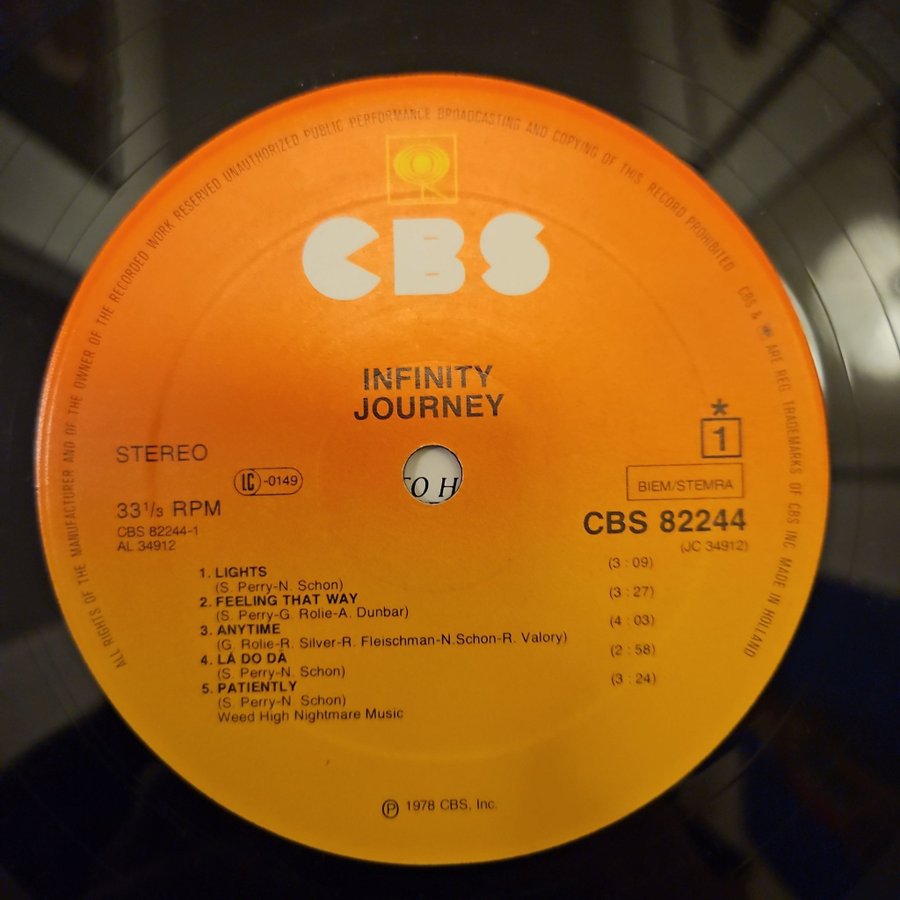 ALL RIGHTS OF THE MANUFACTURER AND OF THE OWNER OF THE RECORDED WORK RESERVED UNAUTHORIZED PUBLIC PERFORMANCE BROADCASTING AND COPYING OF THIS RECORD PROHIBITED
CBS & ARE REG. TRADEMARKS OF CBS INC. MADE IN HOLLAND
CBS
INFINITY
JOURNEY
STEREO
LC -0149
33 1/3 RPM
CBS 82244-1
AL 34912
*
1
BIEM/STEMRA
CBS 82244
(JC 34912)
TO H
1. LIGHTS (3 : 09)
(S. Perry-N. Schon)
2. FEELING THAT WAY (3 : 27)
(S. Perry-G. Rolie-A. Dunbar)
3. ANYTIME (4 : 03)
(G. Rolie-R. Silver-R. Fleischman-N.Schon-R. Valory)
4. LÁ DO DÁ (2 : 58)
(S. Perry-N. Schon)
5. PATIENTLY (3 : 24)
(S. Perry-N. Schon)
Weed High Nightmare Music
Ⓟ 1978 CBS, Inc.